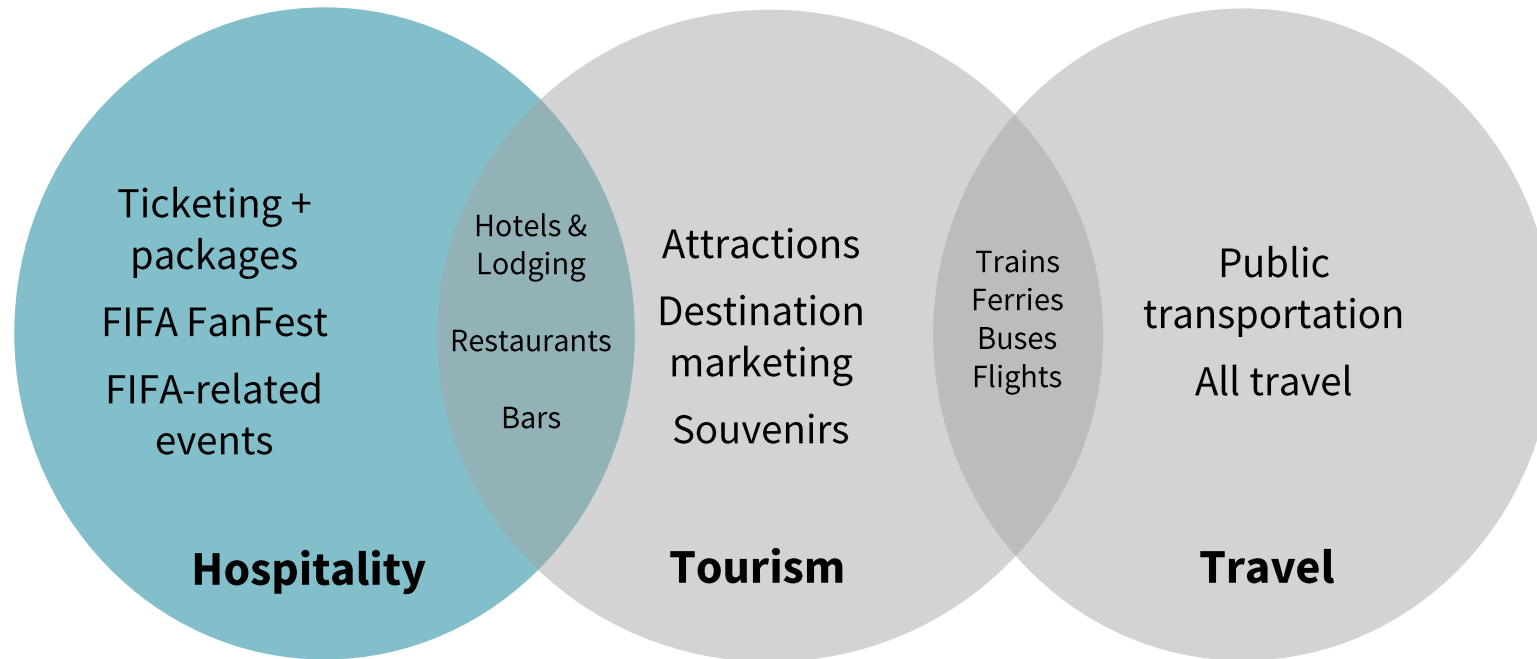 Ticketing +
packages
FIFA FanFest
FIFA-related
events
Hospitality
Hotels &
Lodging
Restaurants
Bars
Attractions
Destination
marketing
Souvenirs
Tourism
Trains
Ferries
Buses
Flights
Public
transportation
All travel
Travel